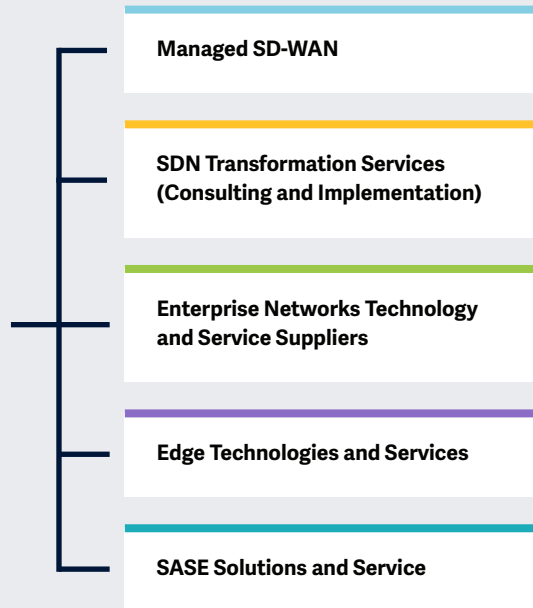 Managed SD-WAN
SDN Transformation Services
(Consulting and Implementation)
Enterprise Networks Technology
and Service Suppliers
Edge Technologies and Services
SASE Solutions and Service